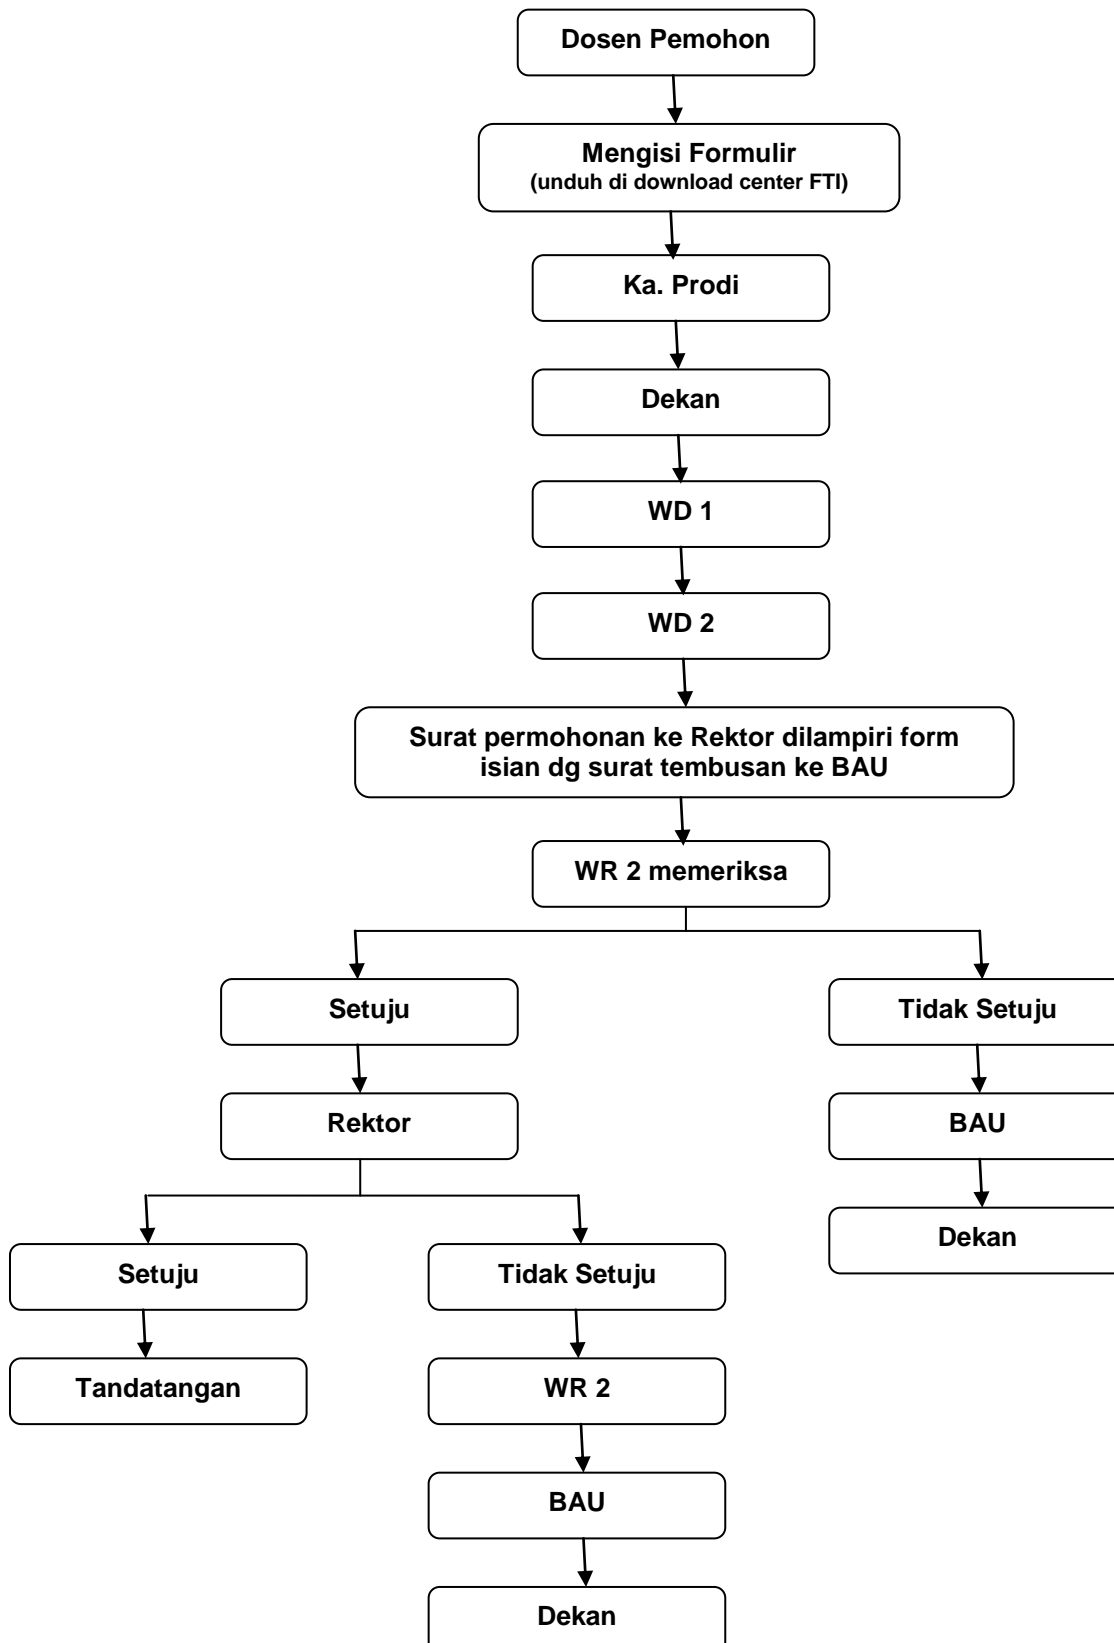 Dosen Pemohon
Mengisi Formulir
(unduh di download center FTI)
Ka. Prodi
Dekan
WD 1
WD 2
Surat permohonan ke Rektor dilampiri form
isian dg surat tembusan ke BAU
WR 2 memeriksa
Setuju
Tidak Setuju
Rektor
BAU
Dekan
Setuju
Tidak Setuju
Tandatangan
WR 2
BAU
Dekan